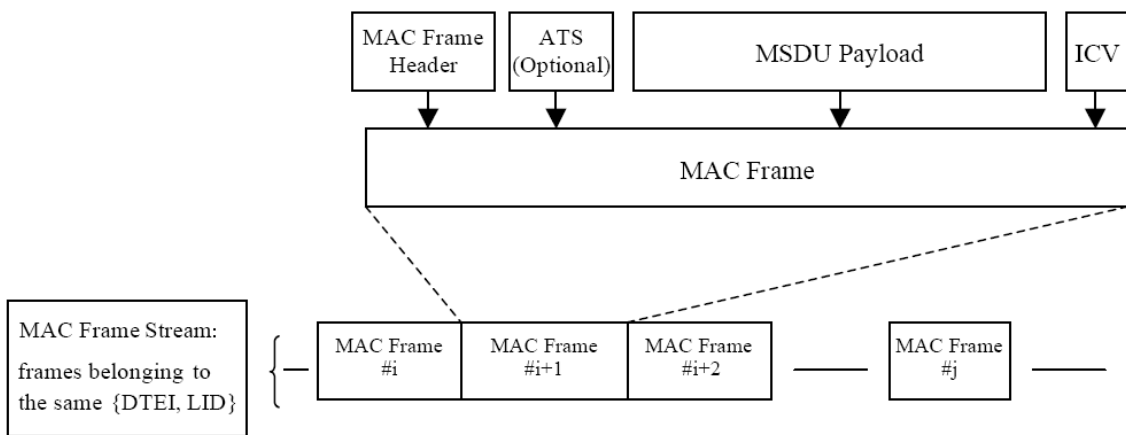 MAC Frame
Header
ATS
(Optional)
MSDU Payload
ICV
MAC Frame
MAC Frame Stream:
frames belonging to
the same {DTEI, LID}
MAC Frame
#i
MAC Frame
#i+1
MAC Frame
#i+2
MAC Frame
#j